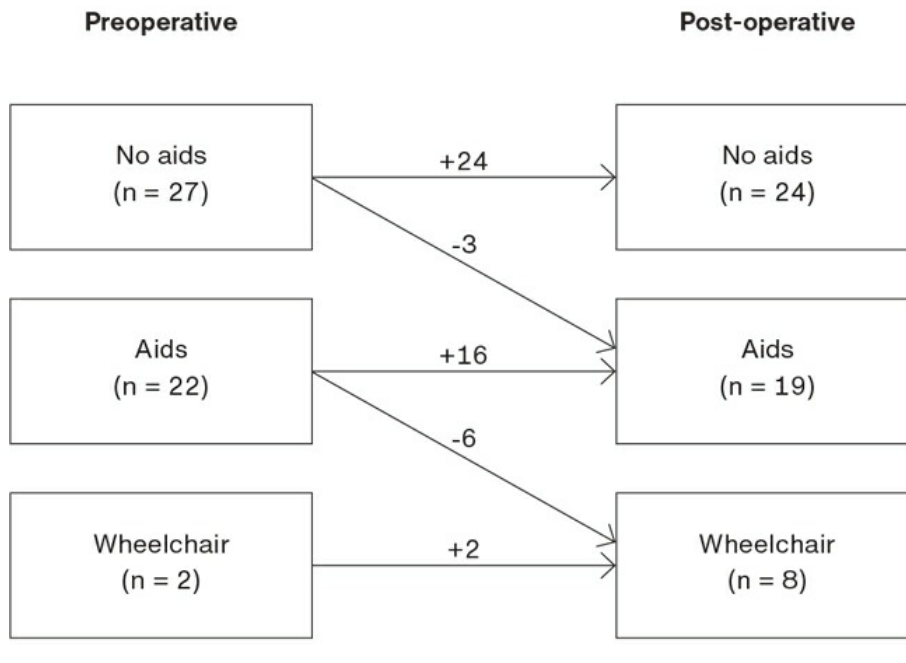 Preoperative
Post-operative
No aids
(n = 27)
+24
No aids
(n = 24)
-3
Aids
(n = 22)
+16
Aids
(n = 19)
-6
Wheelchair
(n = 2)
+2
Wheelchair
(n = 8)